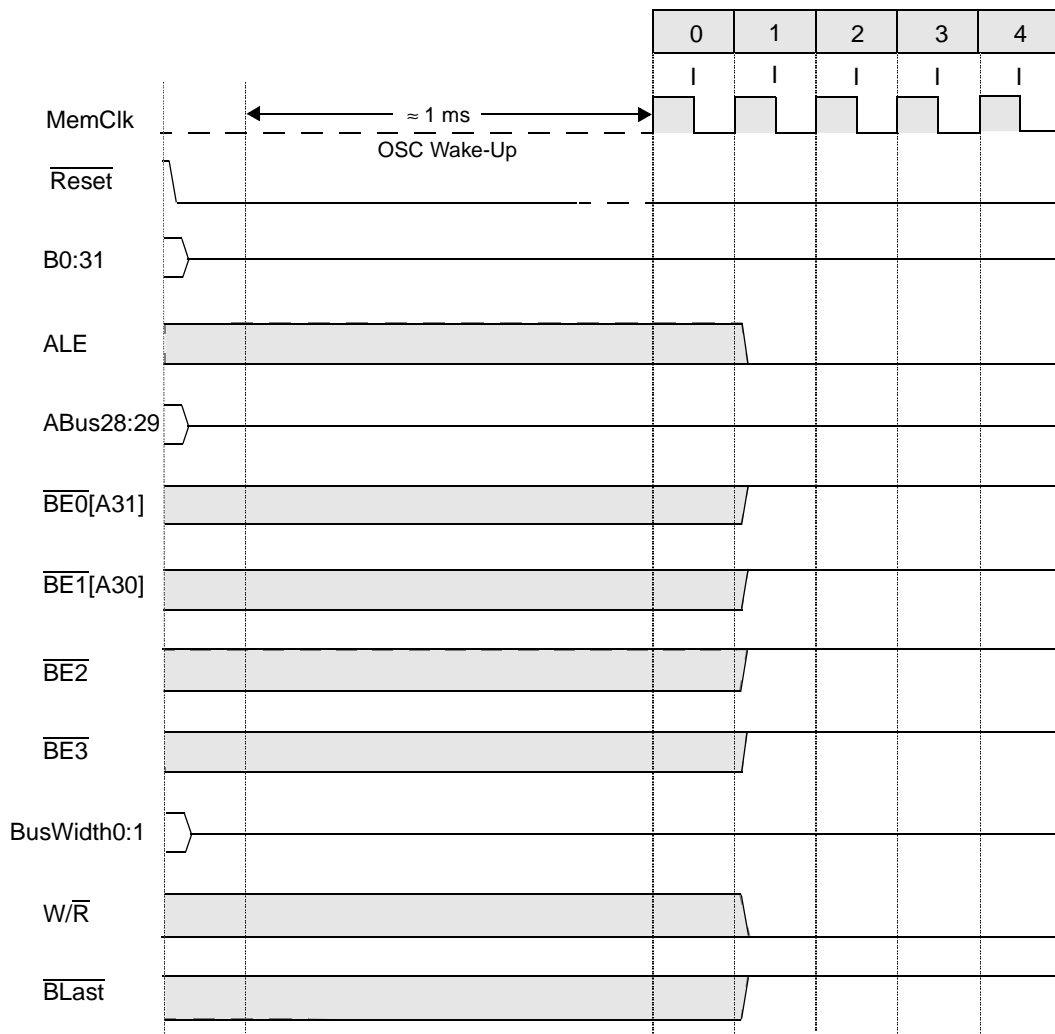 0 1 2 3 4
I I I I I
MemClk
≈ 1 ms
OSC Wake-Up
Reset
B0:31
ALE
ABus28:29
BE0[A31]
BE1[A30]
BE2
BE3
BusWidth0:1
W/R
BLast